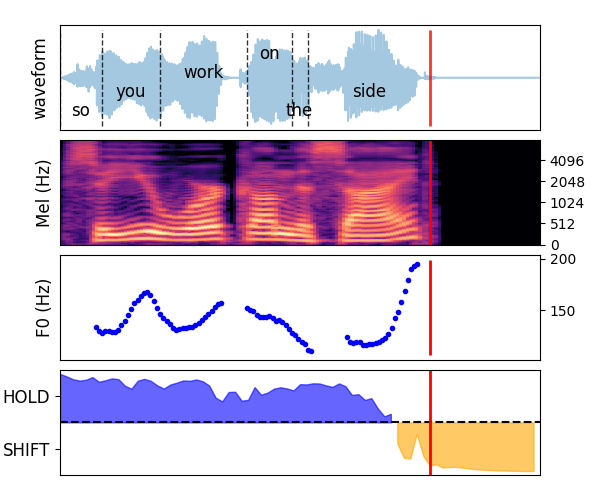 waveform
so
you
work
on
the
side
Mel (Hz)
4096
2048
1024
512
0
F0 (Hz)
200
150
HOLD
SHIFT